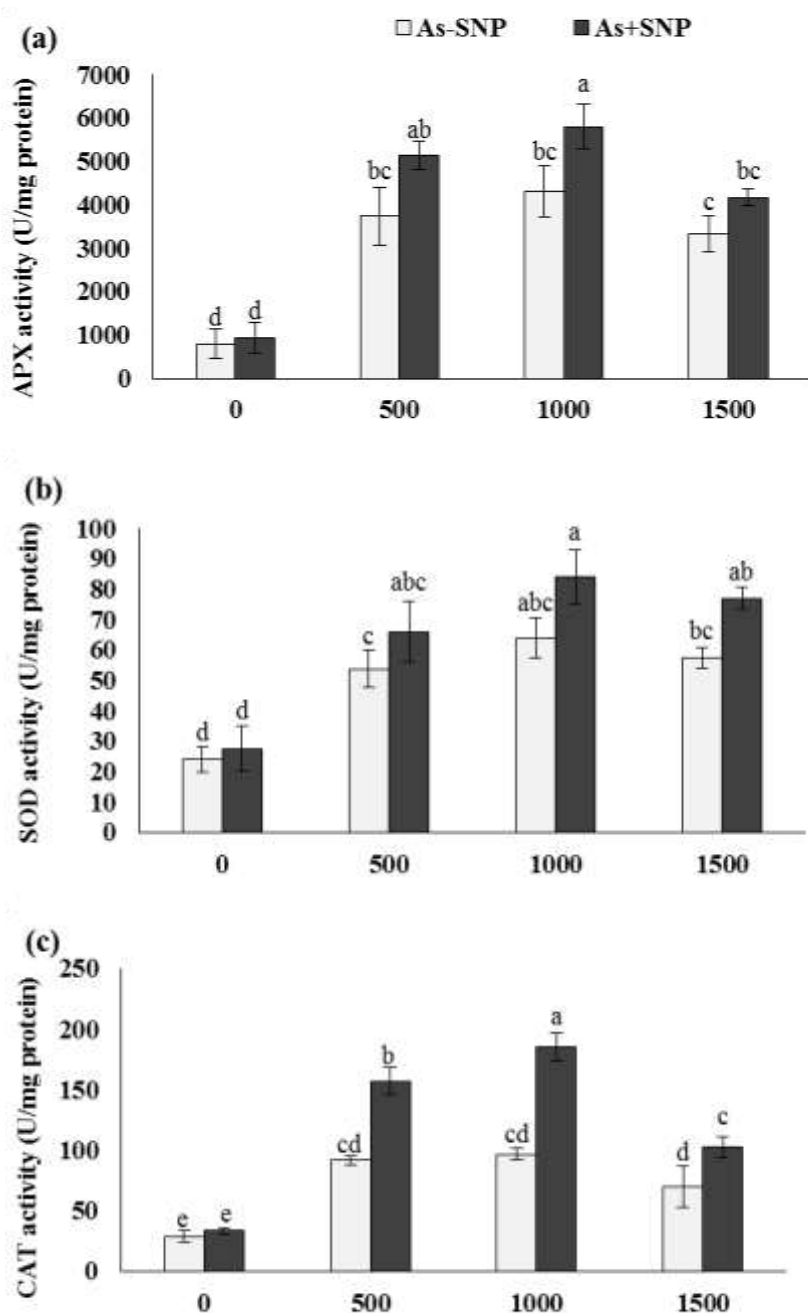 (a)
As-SNP As+SNP
APX activity (U/mg protein)
7000
6000
5000
4000
3000
2000
1000
0
d d bc ab bc a c bc
0 500 1000 1500
(b)
SOD activity (U/mg protein)
100
90
80
70
60
50
40
30
20
10
0
d d c abc abc a bc ab
0 500 1000 1500
(c)
CAT activity (U/mg protein)
250
200
150
100
50
0
e e cd b cd a d c
0 500 1000 1500